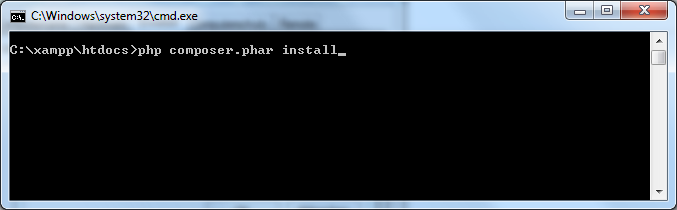 C:\Windows\system32\cmd.exe
C:\xampp\htdocs>php composer.phar install_